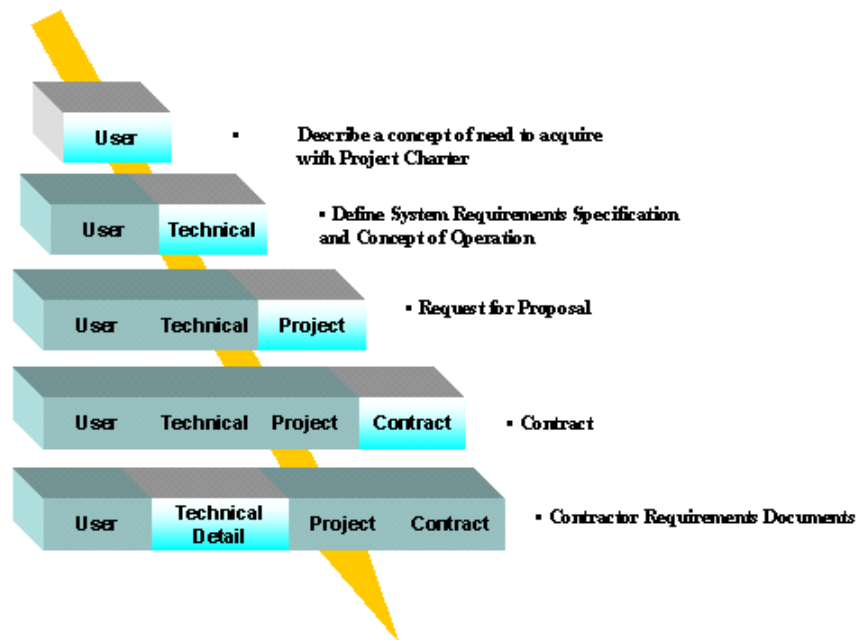 User
▪ Describe a concept of need to acquire
with Project Charter
User Technical
▪ Define System Requirements Specification
and Concept of Operation
User Technical Project
▪ Request for Proposal
User Technical Project Contract
▪ Contract
User Technical Detail Project Contract
▪ Contractor Requirements Documents